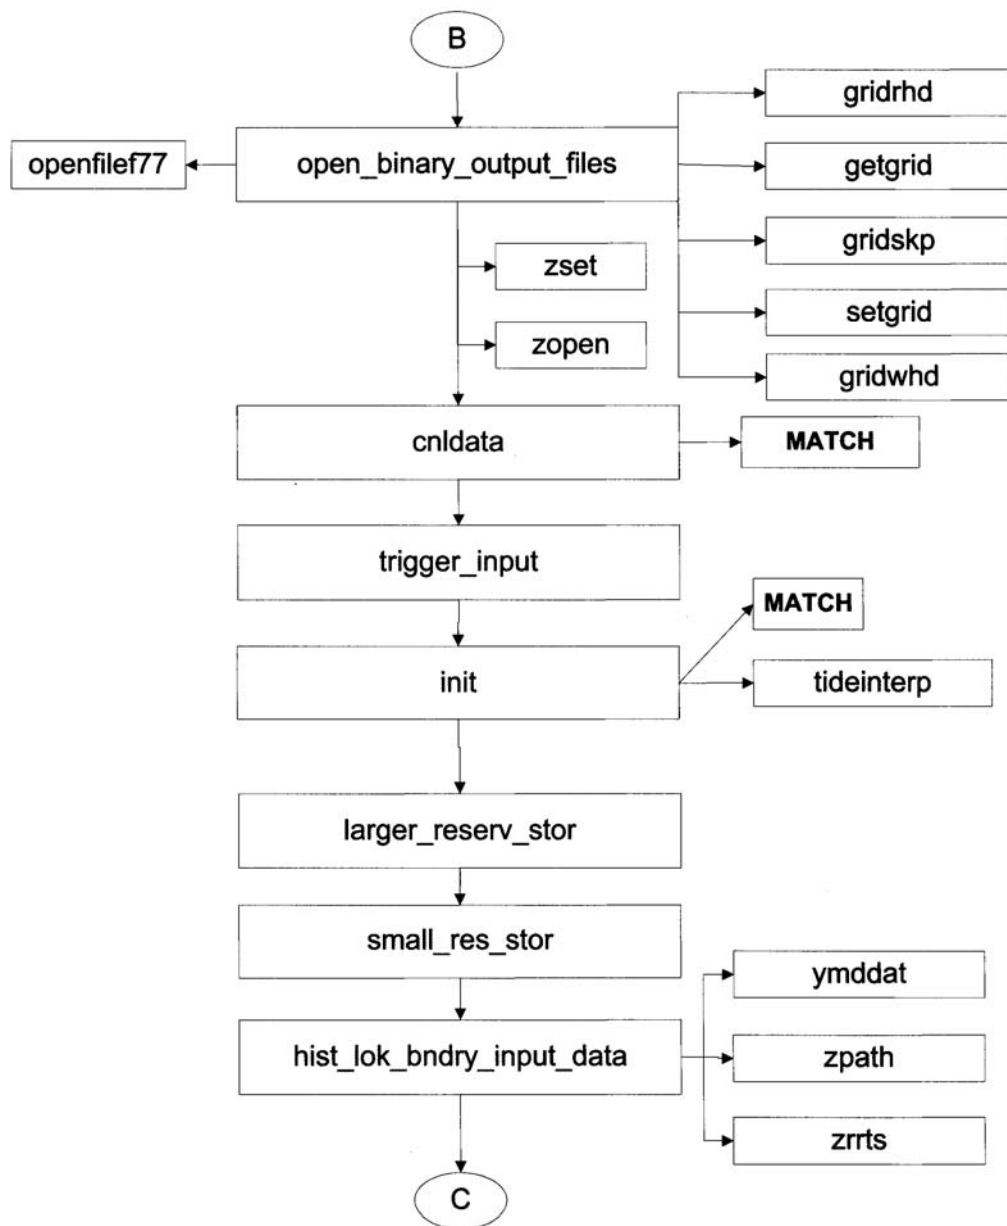 B
gridrhd
openfilef77
open_binary_output_files
getgrid
gridskp
zset
setgrid
zopen
gridwhd
cnldata
MATCH
trigger_input
MATCH
init
tideinterp
larger_reserv_stor
small_res_stor
ymddat
hist_lok_bndry_input_data
zpath
zrrts
C